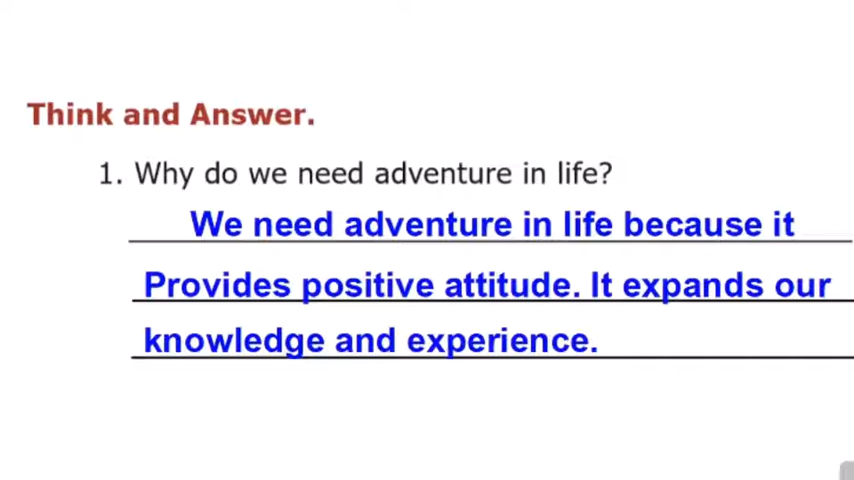 Think and Answer.
1. Why do we need adventure in life?
We need adventure in life because it
Provides positive attitude. It expands our
knowledge and experience.